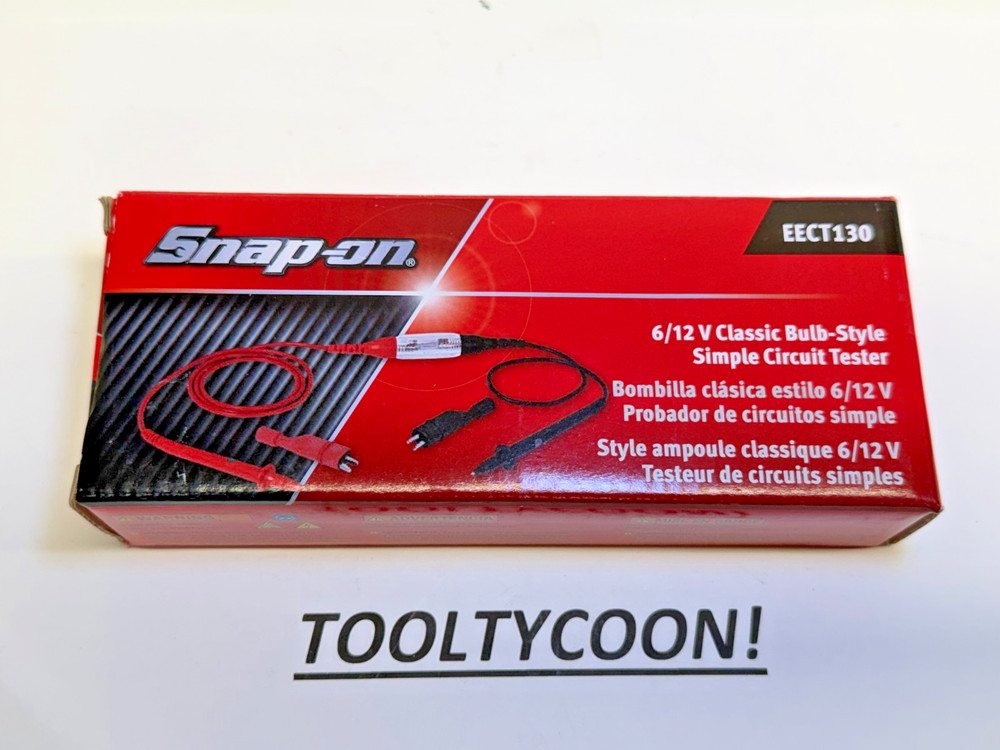 Snap-on®
EECT130
6/12 V Classic Bulb-Style
Simple Circuit Tester
Bombilla clásica estilo 6/12 V
Probador de circuitos simple
Style ampoule classique 6/12 V
Testeur de circuits simples
TOOLTYCOON!